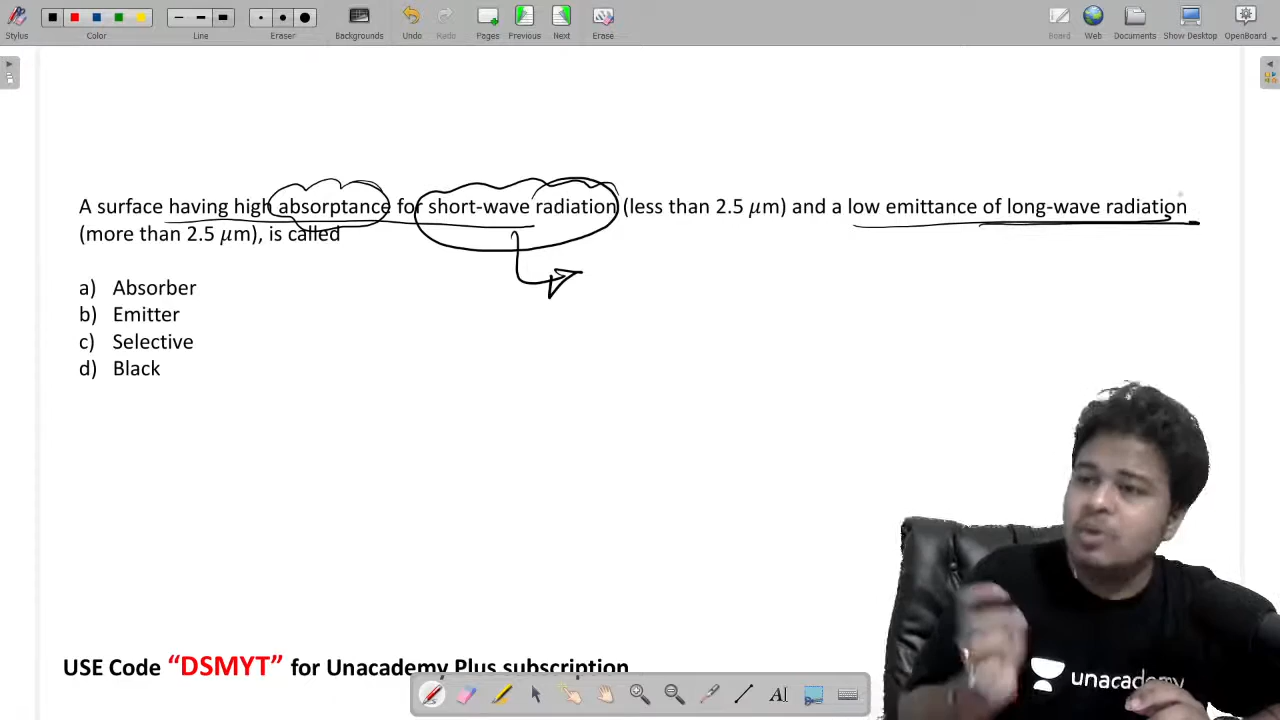 Stylus Color Line Eraser Backgrounds Undo Redo Pages Previous Next Erase Board Web Documents Show Desktop OpenBoard
A surface having high absorptance for short-wave radiation (less than 2.5 𝜇m) and a low emittance of long-wave radiation
(more than 2.5 𝜇m), is called
a) Absorber
b) Emitter
c) Selective
d) Black
USE Code “DSMYT” for Unacademy Plus subscription
unacademy